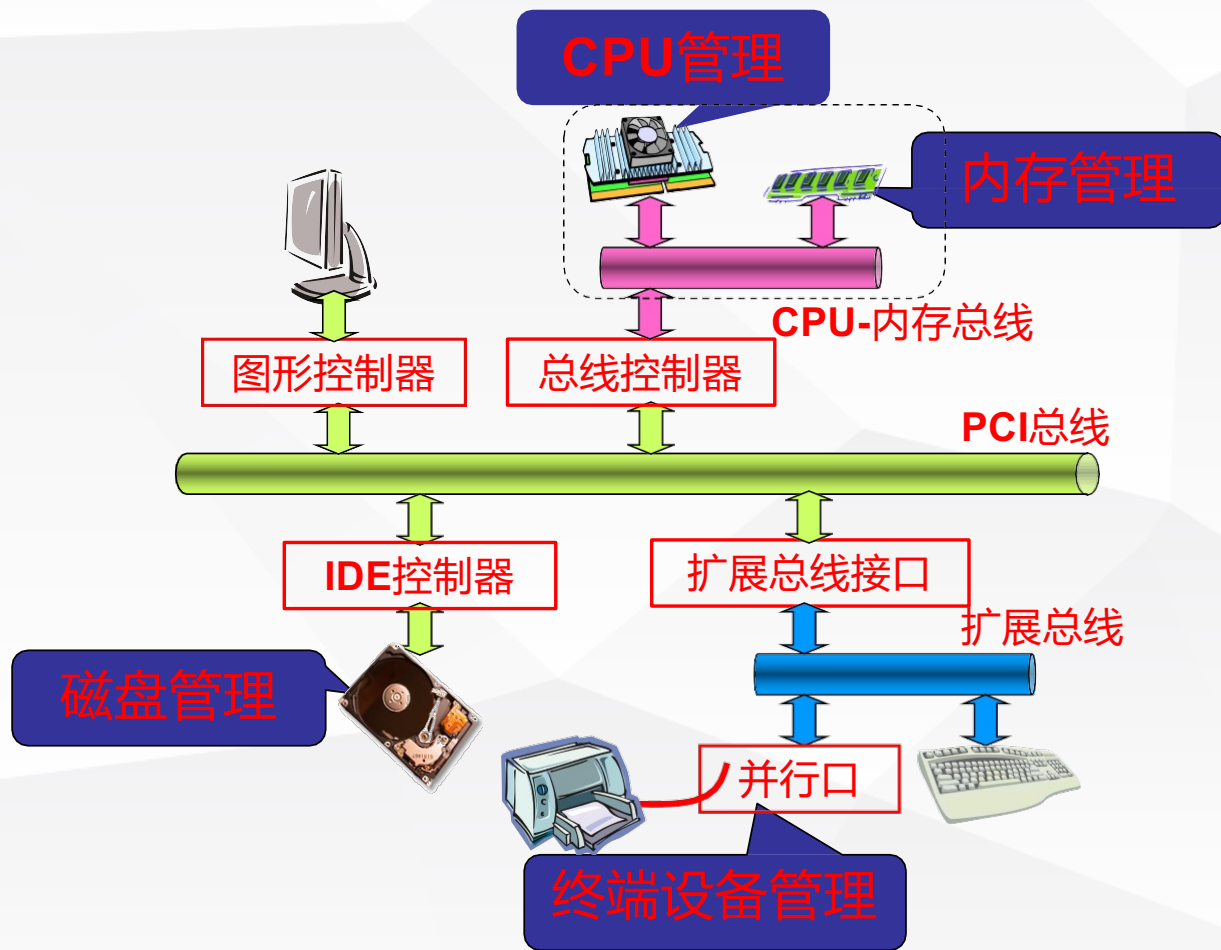 CPU管理
内存管理
CPU-内存总线
图形控制器
总线控制器
PCI总线
IDE控制器
扩展总线接口
扩展总线
磁盘管理
并行口
终端设备管理